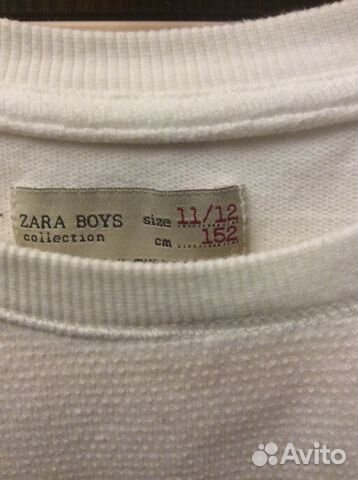 ZARA BOYS size 11/12
collection cm 152
Avito